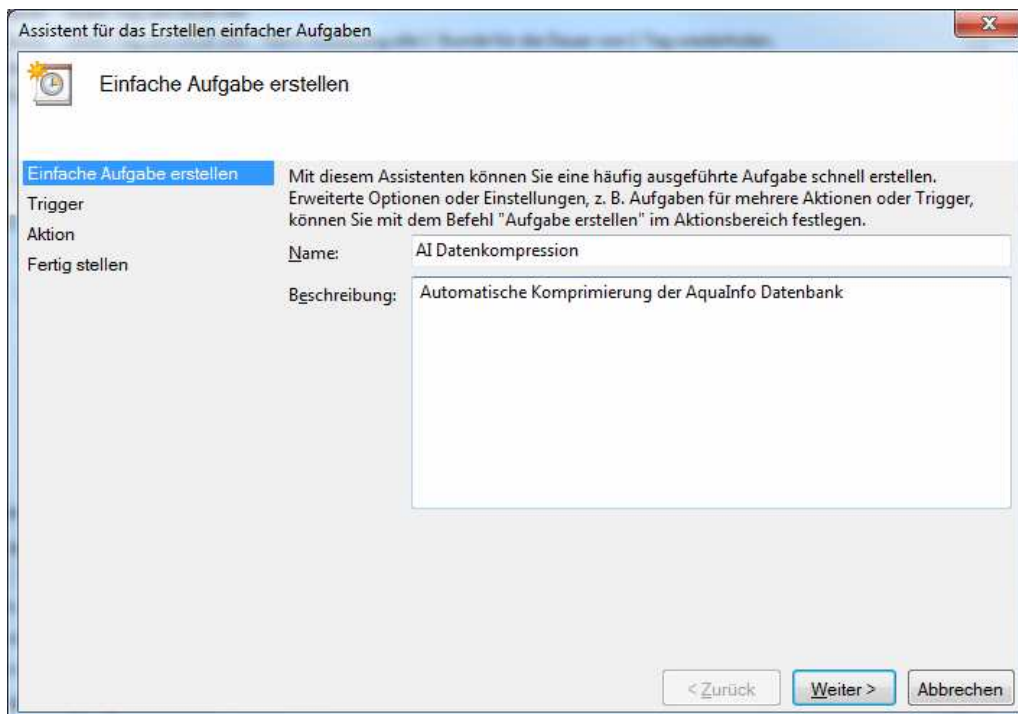 Assistent für das Erstellen einfacher Aufgaben
Einfache Aufgabe erstellen
Einfache Aufgabe erstellen
Trigger
Aktion
Fertig stellen
Mit diesem Assistenten können Sie eine häufig ausgeführte Aufgabe schnell erstellen.
Erweiterte Optionen oder Einstellungen, z. B. Aufgaben für mehrere Aktionen oder Trigger,
können Sie mit dem Befehl "Aufgabe erstellen" im Aktionsbereich festlegen.
Name: AI Datenkompression
Beschreibung: Automatische Komprimierung der AquaInfo Datenbank
< Zurück Weiter > Abbrechen